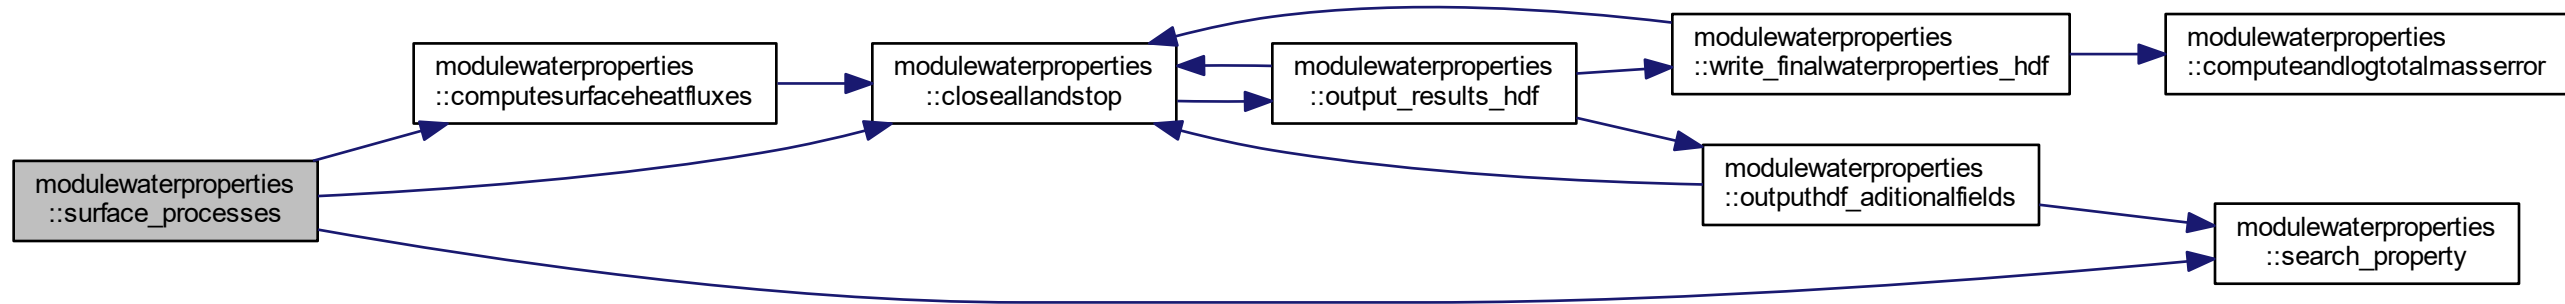 modulewaterproperties
::surface_processes
modulewaterproperties
::computesurfaceheatfluxes
modulewaterproperties
::closeallandstop
modulewaterproperties
::output_results_hdf
modulewaterproperties
::write_finalwaterproperties_hdf
modulewaterproperties
::computeandlogtotalmasserror
modulewaterproperties
::outputhdf_aditionalfields
modulewaterproperties
::search_property